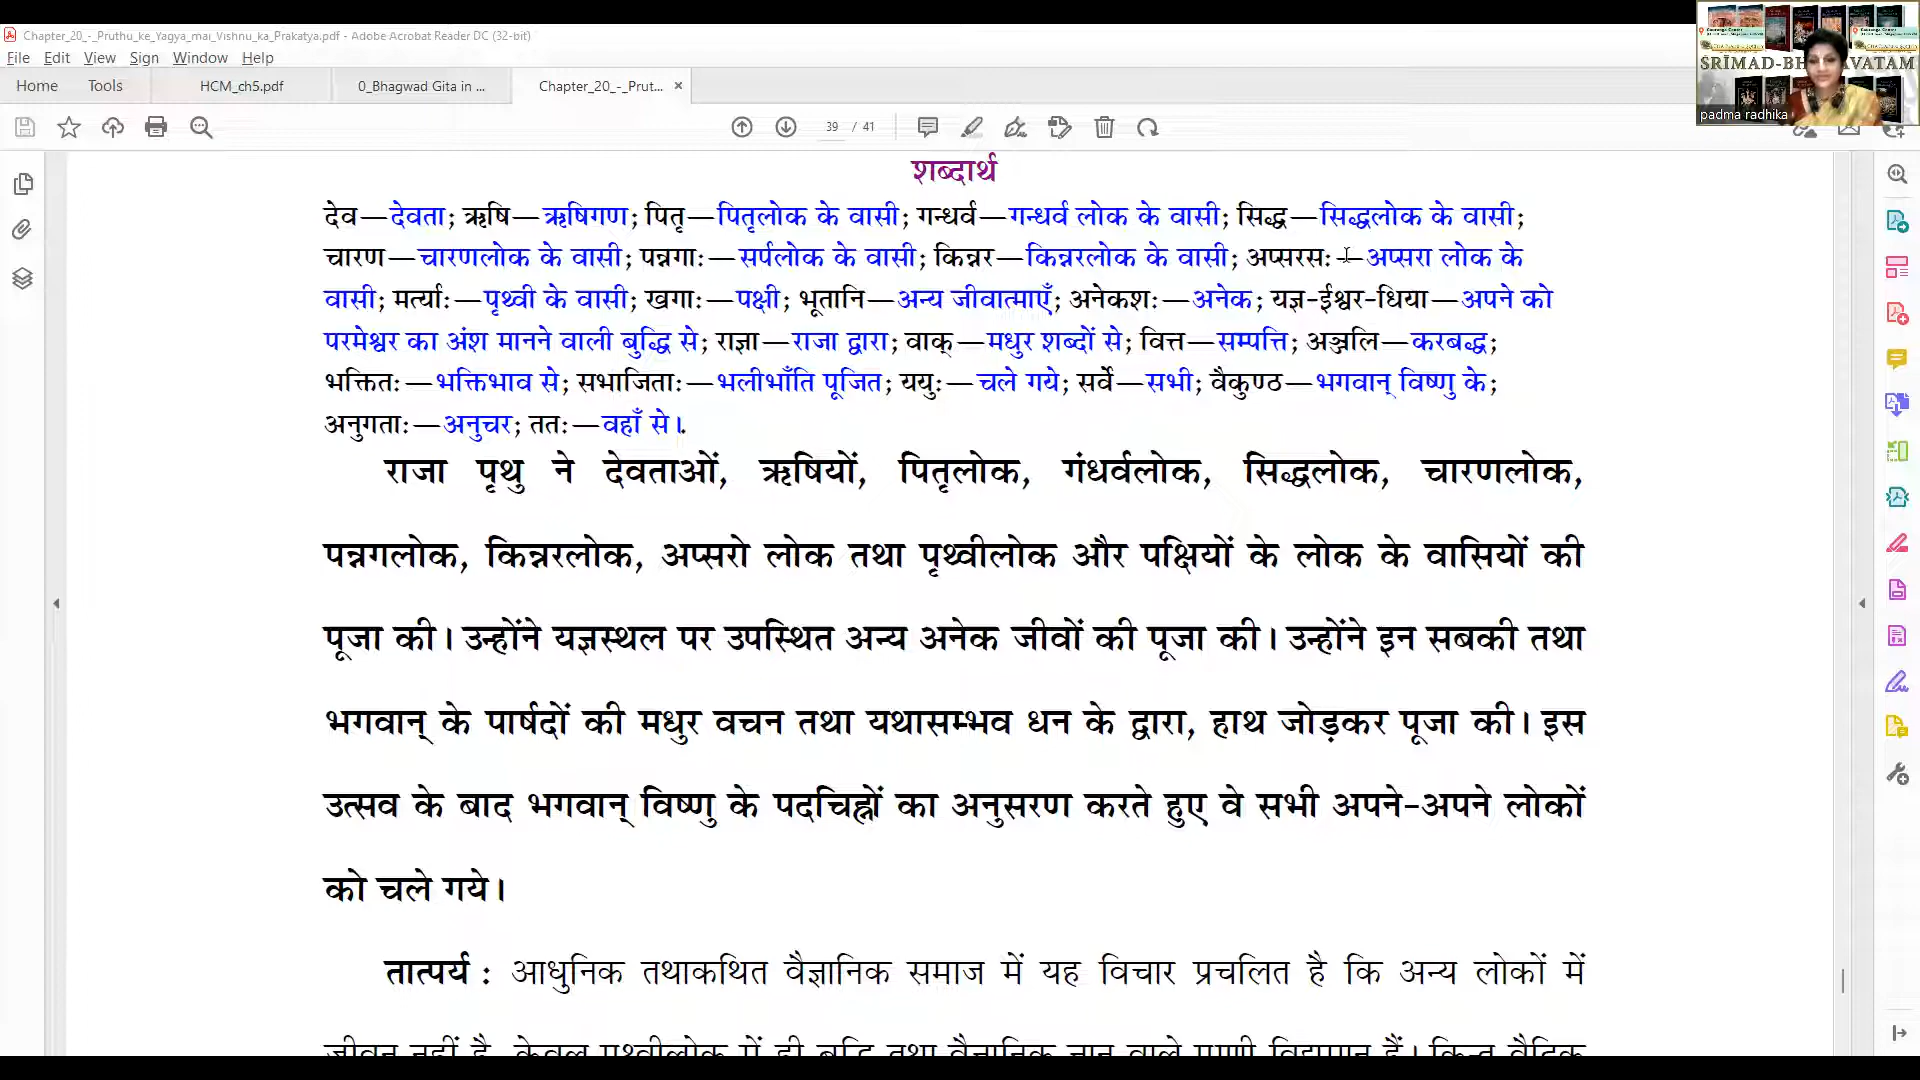 Chapter_20_-_Pruthu_ke_Yagya_mai_Vishnu_ka_Prakatya.pdf - Adobe Acrobat Reader DC (32-bit)
File Edit View Sign Window Help
Home Tools HCM_ch5.pdf 0_Bhagwad Gita in ... Chapter_20_-_Prut... ×
39 / 41
SRIMAD-BH AVATAM
padma radhika
शब्दार्थ
देव—देवता; ऋषि—ऋषिगण; पितृ—पितृलोक के वासी; गन्धर्व—गन्धर्व लोक के वासी; सिद्ध—सिद्धलोक के वासी;
चारण—चारणलोक के वासी; पन्नगाः—सर्पलोक के वासी; किन्नर—किन्नरलोक के वासी; अप्सरसः—अप्सरा लोक के
वासी; मर्त्याः—पृथ्वी के वासी; खगाः—पक्षी; भूतानि—अन्य जीवात्माएँ; अनेकशः—अनेक; यज्ञ-ईश्वर-धिया—अपने को
परमेश्वर का अंश मानने वाली बुद्धि से; राज्ञा—राजा द्वारा; वाक्—मधुर शब्दों से; वित्त—सम्पत्ति; अञ्जलि—करबद्ध;
भक्तितः—भक्तिभाव से; सभाजिताः—भलीभाँति पूजित; ययुः—चले गये; सर्वे—सभी; वैकुण्ठ—भगवान् विष्णु के;
अनुगताः—अनुचर; ततः—वहाँ से।.
राजा पृथु ने देवताओं, ऋषियों, पितृलोक, गंधर्वलोक, सिद्धलोक, चारणलोक,
पन्नगलोक, किन्नरलोक, अप्सरो लोक तथा पृथ्वीलोक और पक्षियों के लोक के वासियों की
पूजा की। उन्होंने यज्ञस्थल पर उपस्थित अन्य अनेक जीवों की पूजा की। उन्होंने इन सबकी तथा
भगवान् के पार्षदों की मधुर वचन तथा यथासम्भव धन के द्वारा, हाथ जोड़कर पूजा की। इस
उत्सव के बाद भगवान् विष्णु के पदचिह्नों का अनुसरण करते हुए वे सभी अपने-अपने लोकों
को चले गये।
तात्पर्य : आधुनिक तथाकथित वैज्ञानिक समाज में यह विचार प्रचलित है कि अन्य लोकों में